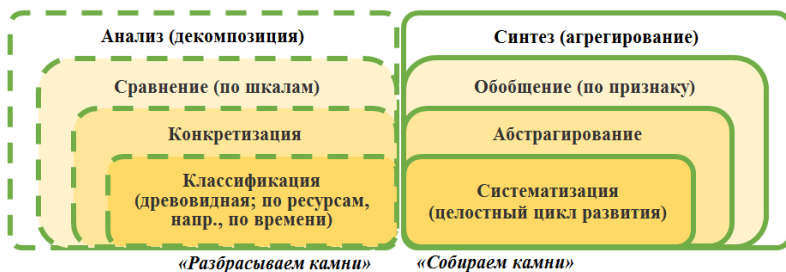 Анализ (декомпозиция)
Сравнение (по шкалам)
Конкретизация
Классификация
(древовидная; по ресурсам,
напр., по времени)
«Разбрасываем камни»
Синтез (агрегирование)
Обобщение (по признаку)
Абстрагирование
Систематизация
(целостный цикл развития)
«Собираем камни»